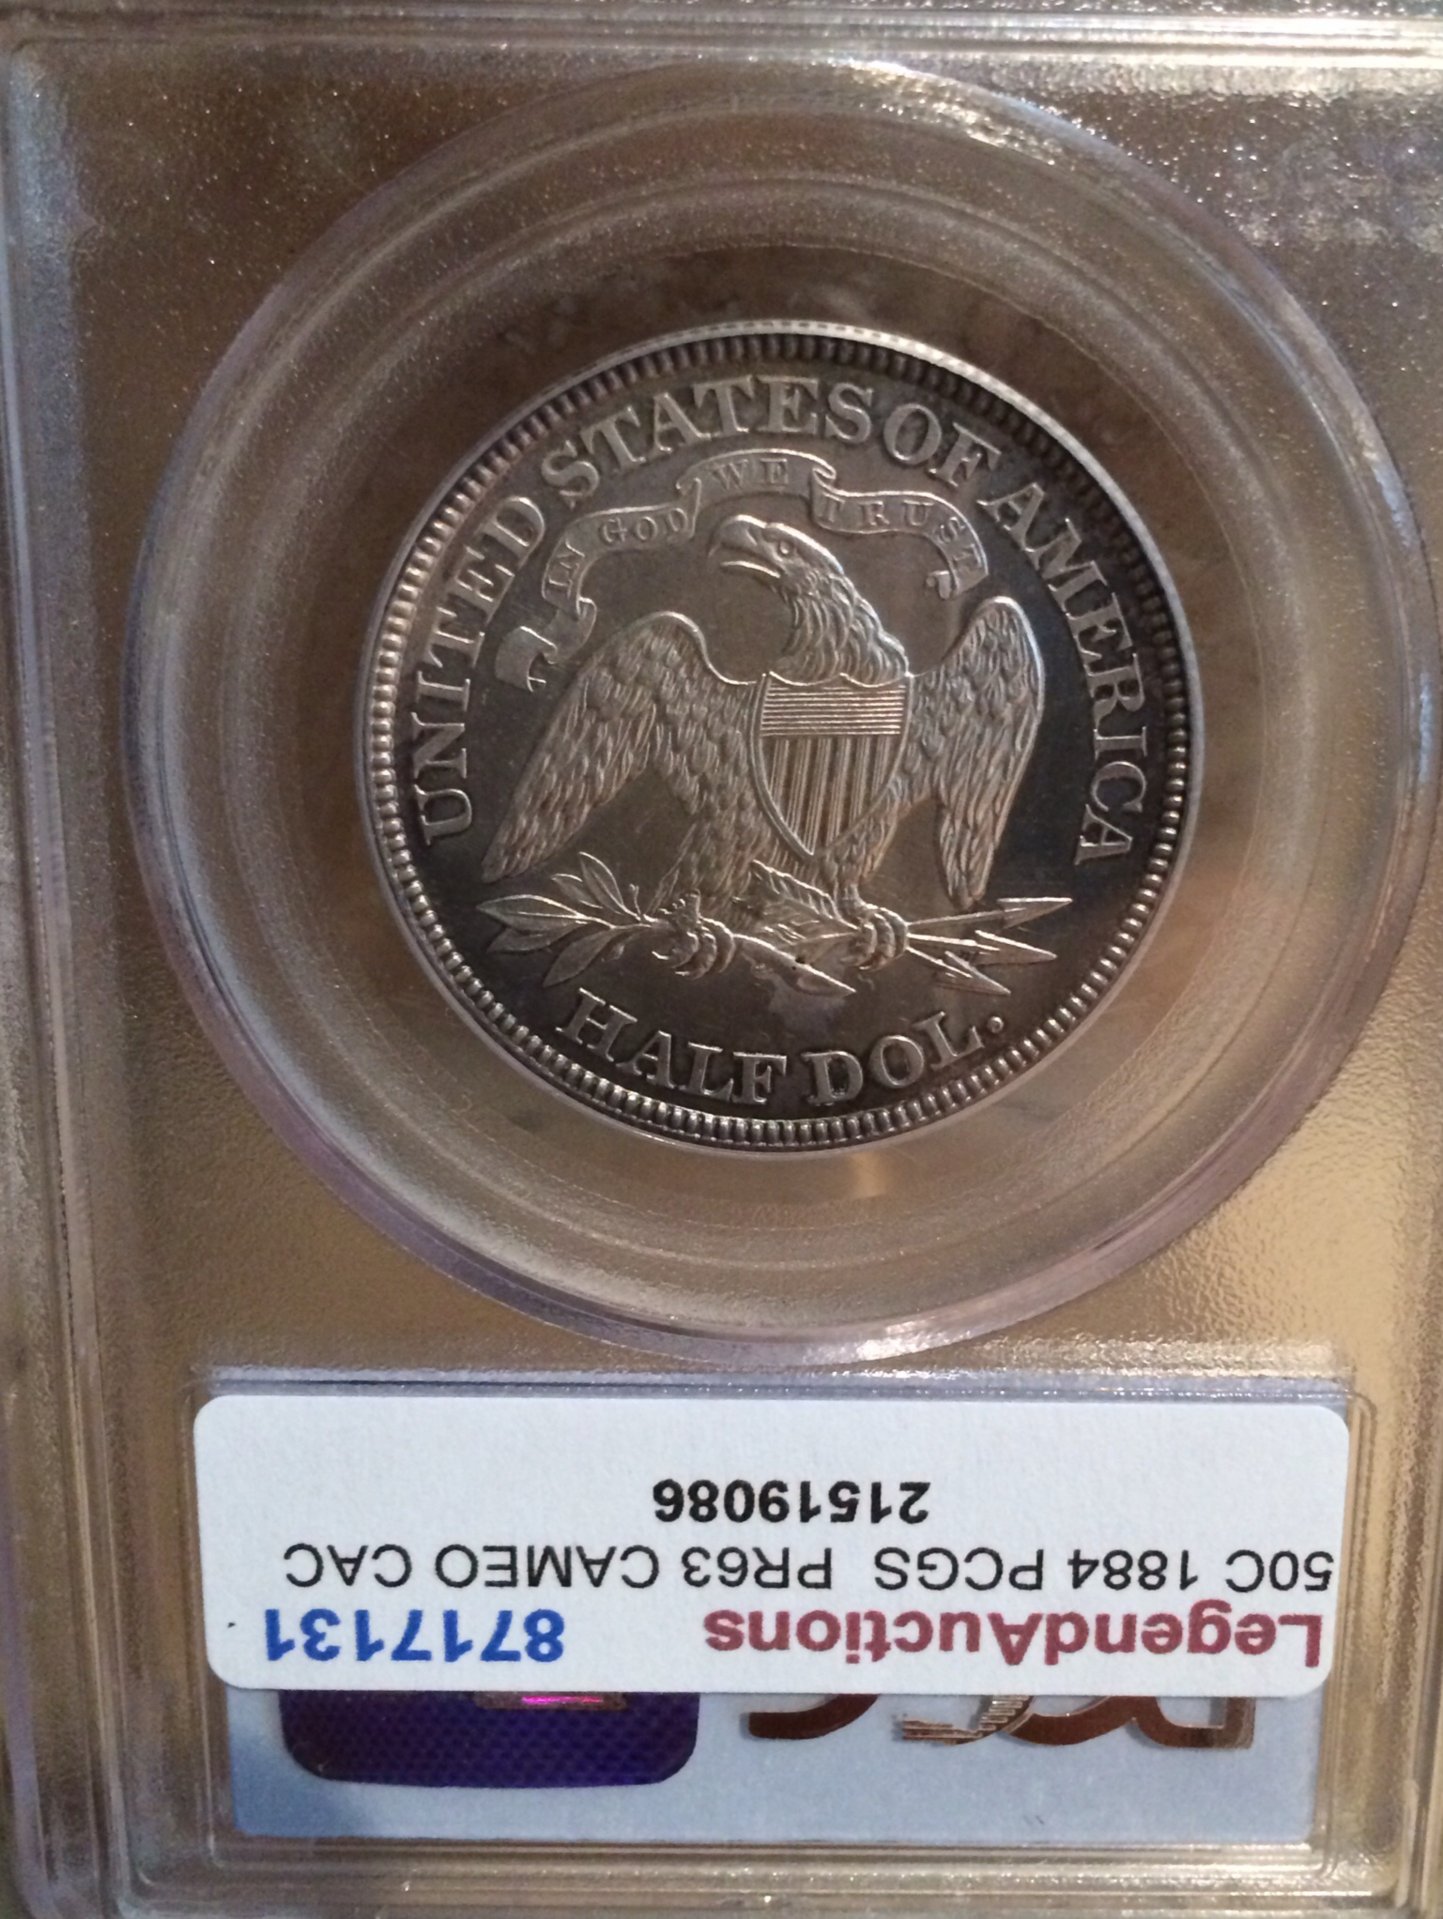 UNITED STATES OF AMERICA
IN GOD WE TRUST
HALF DOL.
LegendAuctions 8717131
50C 1884 PCGS PR63 CAMEO CAC
21519086